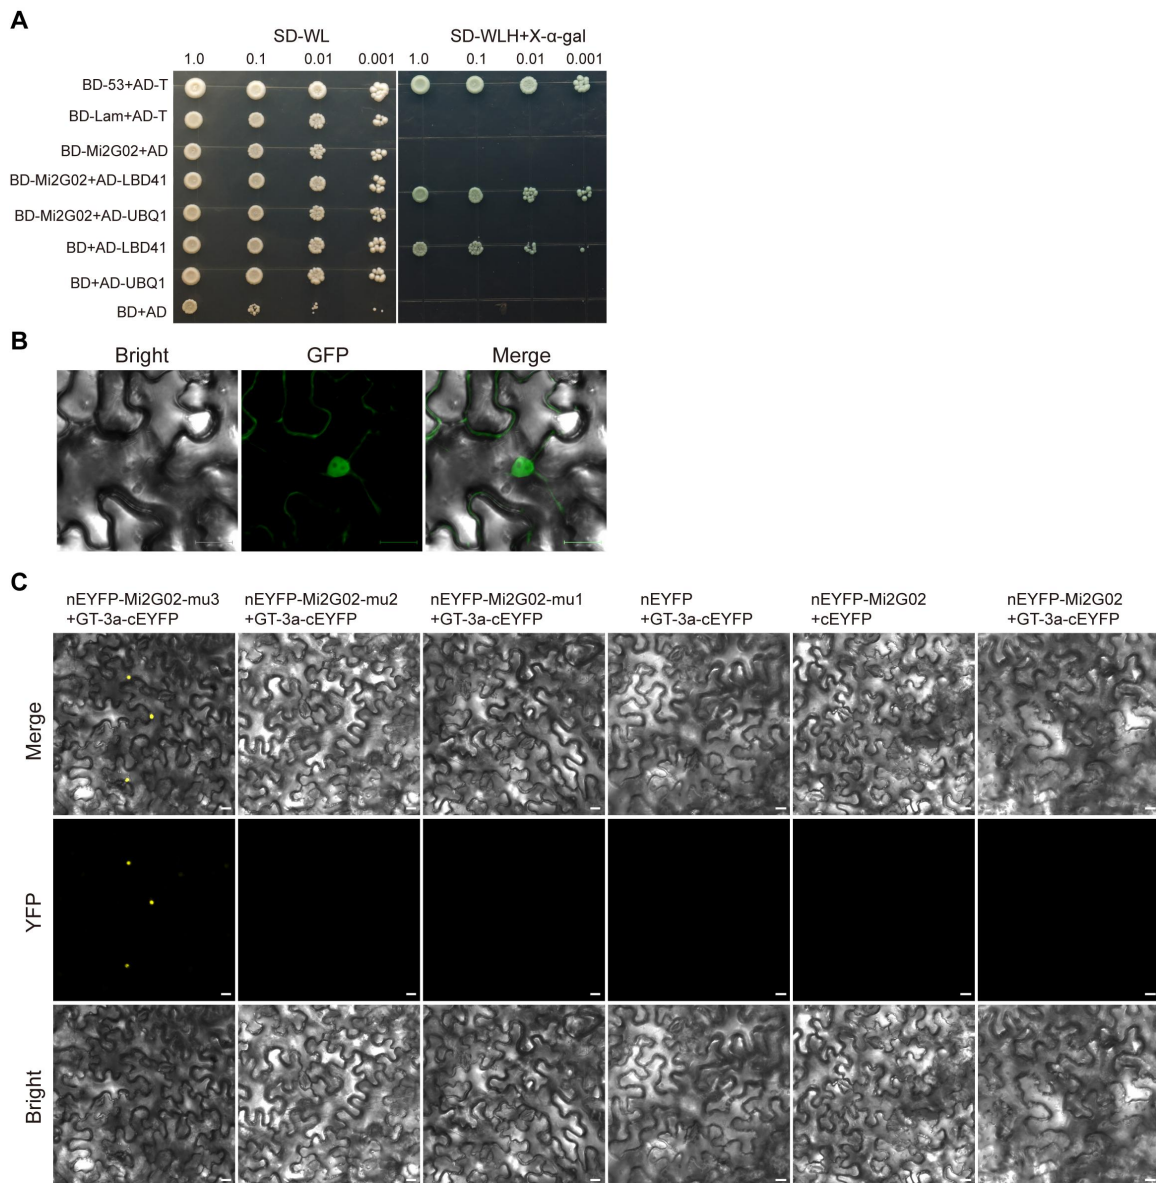 A
SD-WL
SD-WLH+X-α-gal
1.0 0.1 0.01 0.001
1.0 0.1 0.01 0.001
BD-53+AD-T
BD-Lam+AD-T
BD-Mi2G02+AD
BD-Mi2G02+AD-LBD41
BD-Mi2G02+AD-UBQ1
BD+AD-LBD41
BD+AD-UBQ1
BD+AD
B
Bright
GFP
Merge
C
nEYFP-Mi2G02-mu3
+GT-3a-cEYFP
nEYFP-Mi2G02-mu2
+GT-3a-cEYFP
nEYFP-Mi2G02-mu1
+GT-3a-cEYFP
nEYFP
+GT-3a-cEYFP
nEYFP-Mi2G02
+cEYFP
nEYFP-Mi2G02
+GT-3a-cEYFP
Merge
YFP
Bright